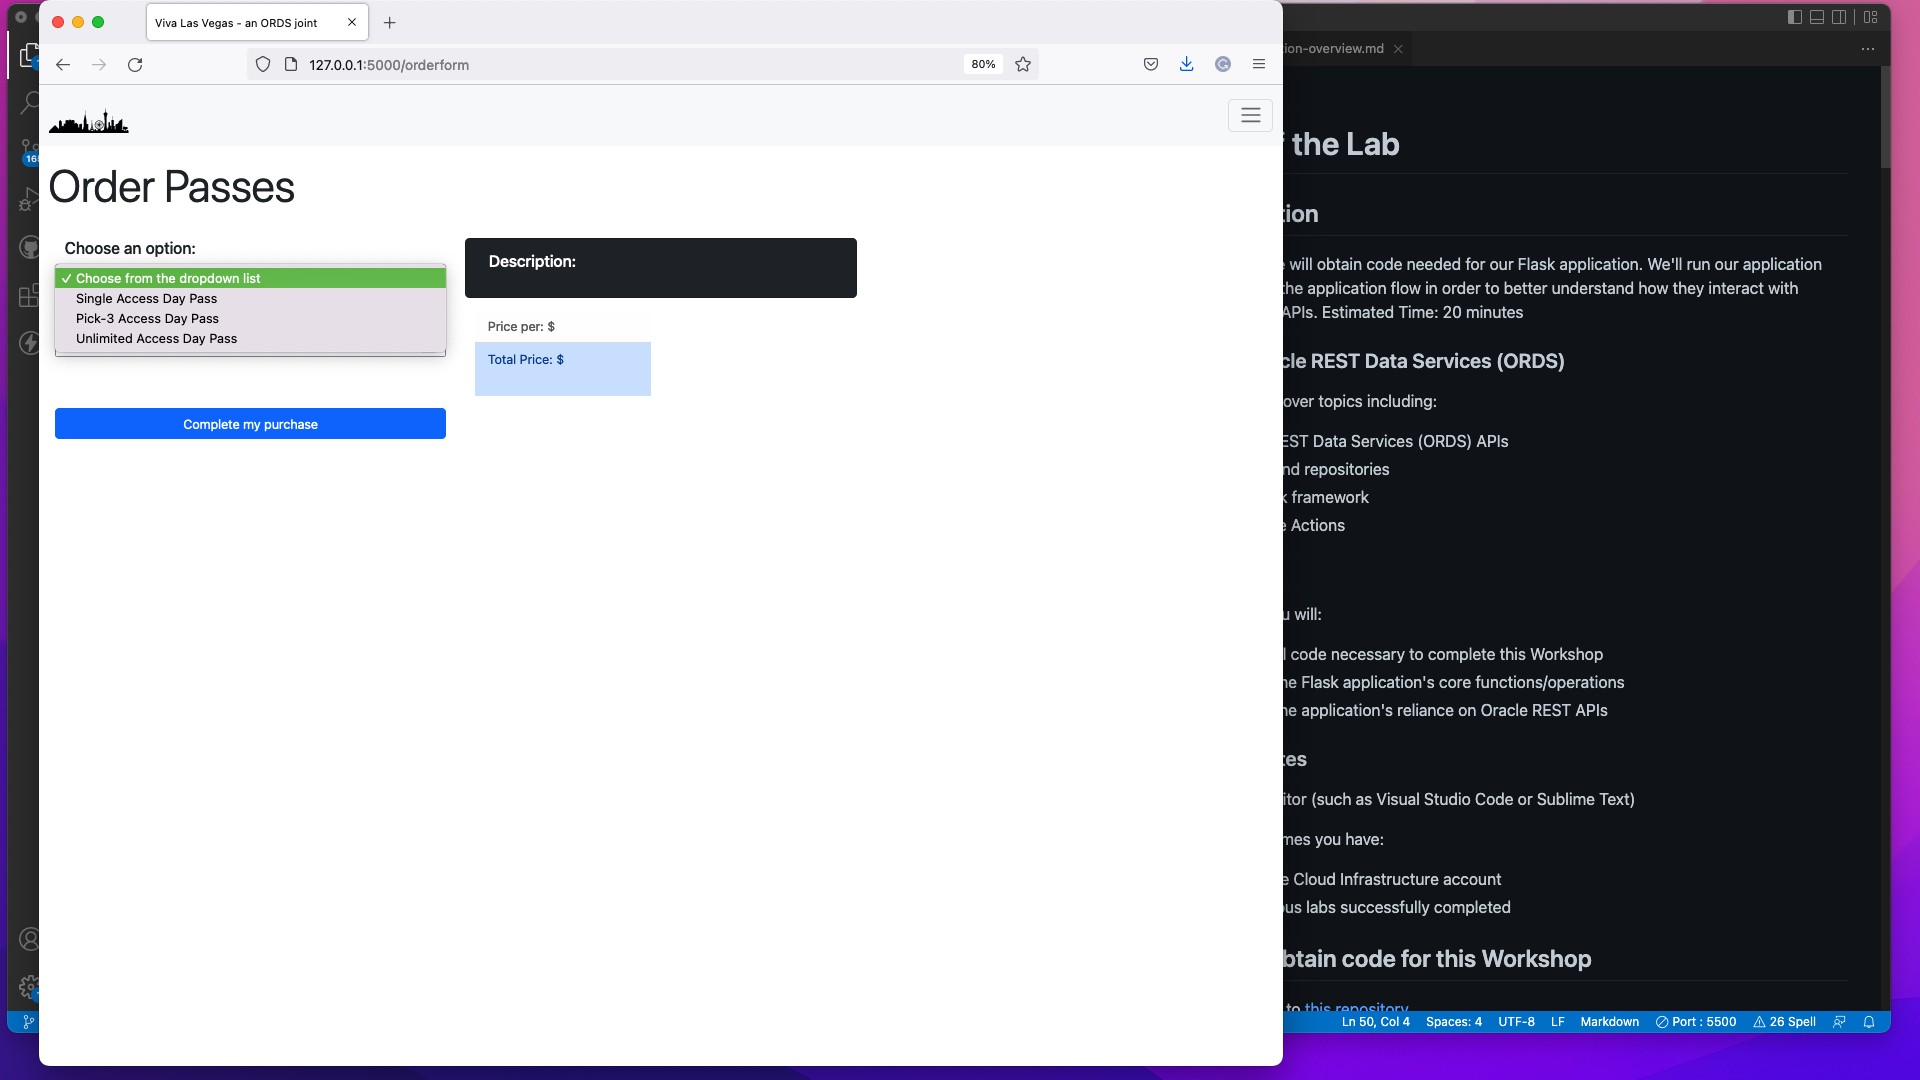 Viva Las Vegas - an ORDS joint
127.0.0.1:5000/orderform
80%
Order Passes
Choose an option:
✓ Choose from the dropdown list
Single Access Day Pass
Pick-3 Access Day Pass
Unlimited Access Day Pass
Complete my purchase
Description:
Price per: $
Total Price: $
ion-overview.md
the Lab
tion
will obtain code needed for our Flask application. We'll run our application
the application flow in order to better understand how they interact with
APIs. Estimated Time: 20 minutes
cle REST Data Services (ORDS)
over topics including:
EST Data Services (ORDS) APIs
nd repositories
framework
Actions
u will:
code necessary to complete this Workshop
he Flask application's core functions/operations
he application's reliance on Oracle REST APIs
tes
itor (such as Visual Studio Code or Sublime Text)
mes you have:
Cloud Infrastructure account
ous labs successfully completed
btain code for this Workshop
to this repository
Ln 50, Col 4 Spaces: 4 UTF-8 LF Markdown Port : 5500 26 Spell